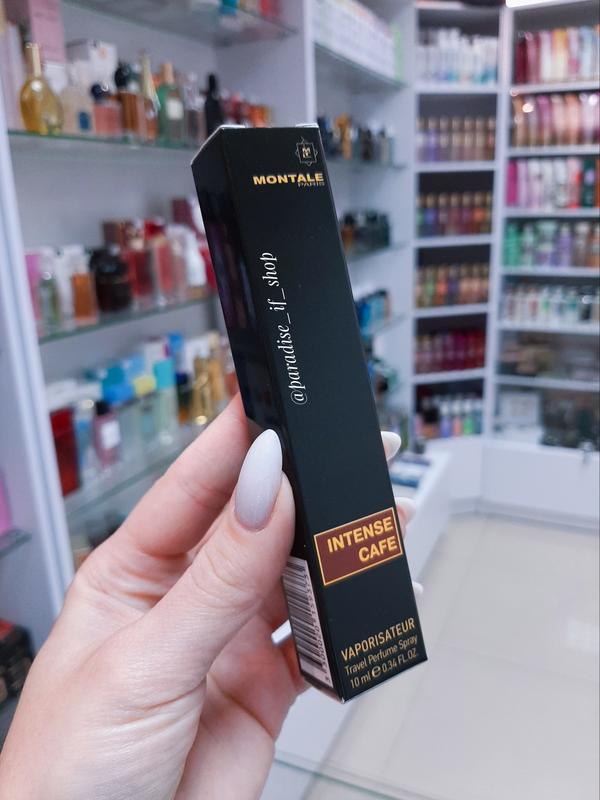 MONTALE
PARIS
@paradise_if_shop
INTENSE
CAFE
VAPORISATEUR
Travel Perfume Spray
10 ml ℮ 0.34 FL.OZ.